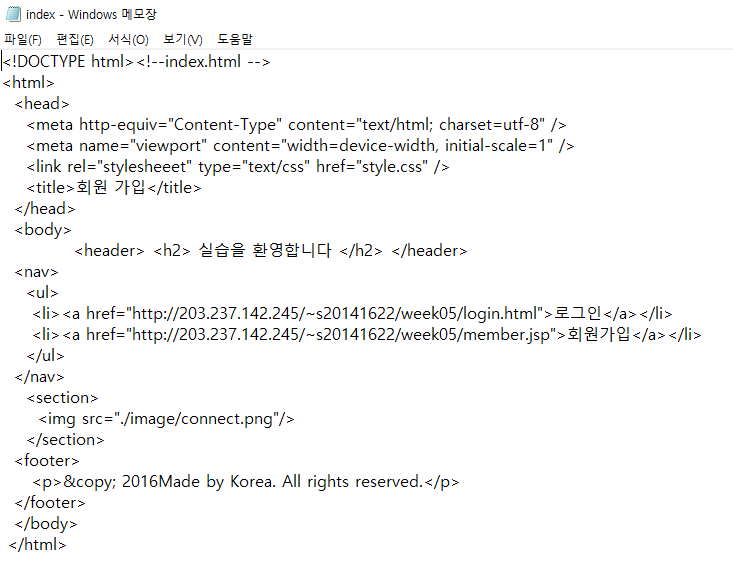 index - Windows 메모장
파일(F) 편집(E) 서식(O) 보기(V) 도움말
<!DOCTYPE html><!--index.html -->
<html>
<head>
<meta http-equiv="Content-Type" content="text/html; charset=utf-8" />
<meta name="viewport" content="width=device-width, initial-scale=1" />
<link rel="stylesheeet" type="text/css" href="style.css" />
<title>회원 가입</title>
</head>
<body>
<header> <h2> 실습을 환영합니다 </h2> </header>
<nav>
<ul>
<li><a href="http://203.237.142.245/~s20141622/week05/login.html">로그인</a></li>
<li><a href="http://203.237.142.245/~s20141622/week05/member.jsp">회원가입</a></li>
</ul>
</nav>
<section>
<img src="./image/connect.png"/>
</section>
<footer>
<p>&copy; 2016Made by Korea. All rights reserved.</p>
</footer>
</body>
</html>